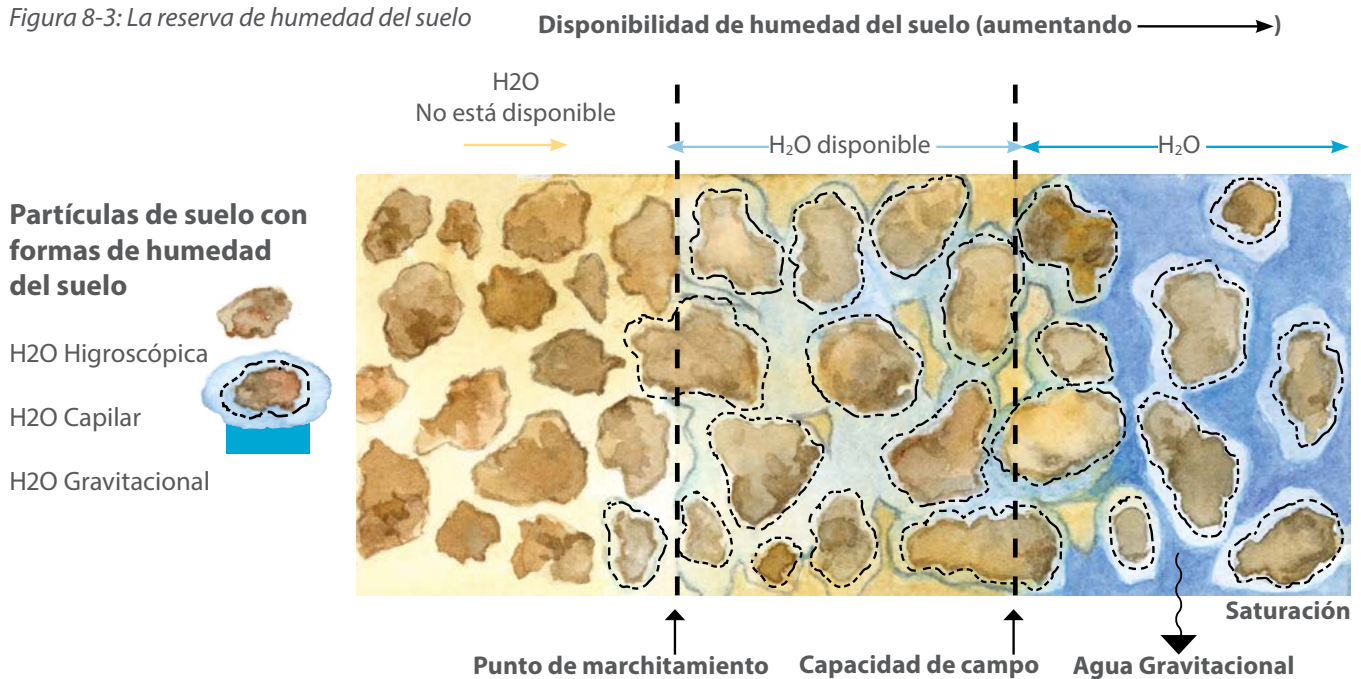 Figura 8-3: La reserva de humedad del suelo
Disponibilidad de humedad del suelo (aumentando )
H2O
No está disponible
H₂O disponible
H₂O
Partículas de suelo con
formas de humedad
del suelo
H2O Higroscópica
H2O Capilar
H2O Gravitacional
Saturación
Punto de marchitamiento
Capacidad de campo
Agua Gravitacional